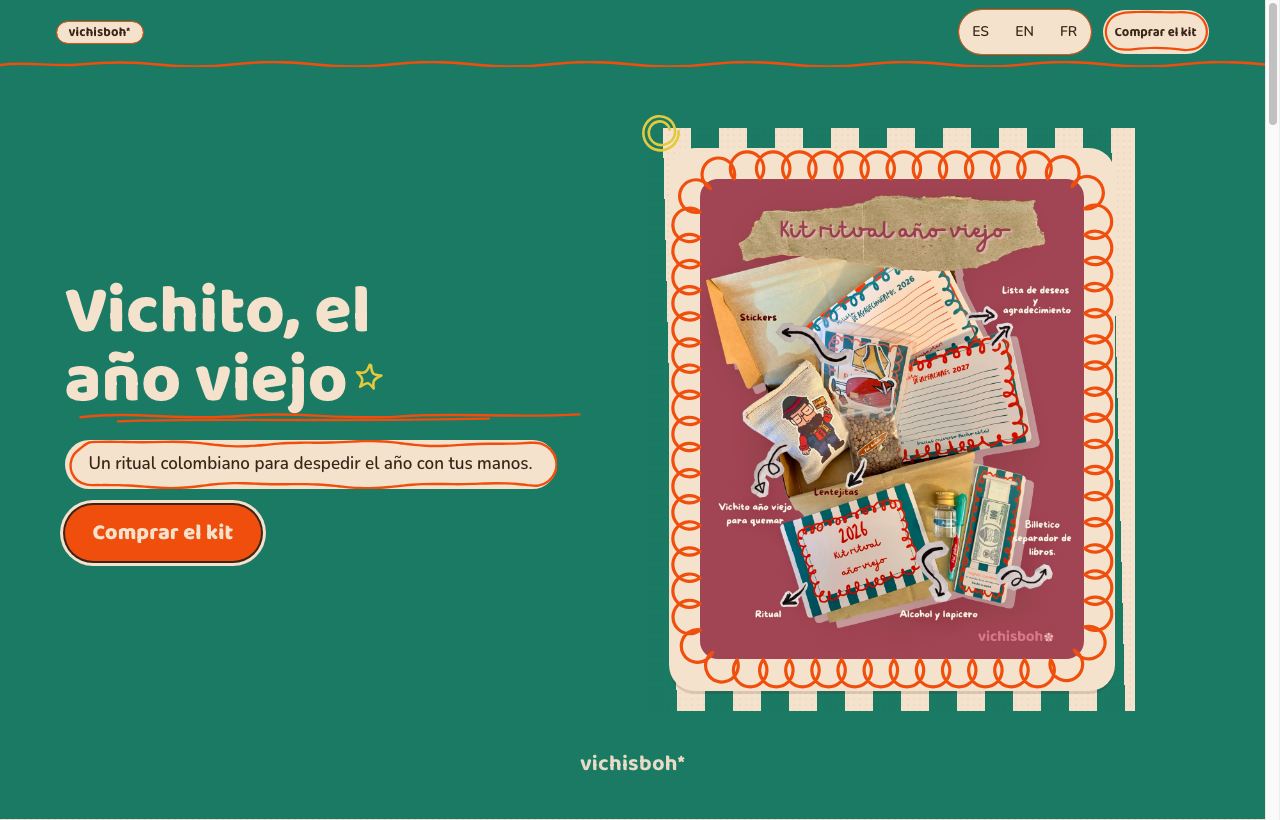 vichisboh*
ES EN FR
Comprar el kit
Vichito, el
año viejo
Un ritual colombiano para despedir el año con tus manos.
Comprar el kit
Kit ritual año viejo
Stickers
Lista de deseos
y
agradecimiento
2026
2027
Lentejitas
Vichito año viejo
para quemar
2026
Kit ritual
año viejo
Billetico
separador de
libros.
Ritual
Alcohol y lapicero
vichisboh
vichisboh*